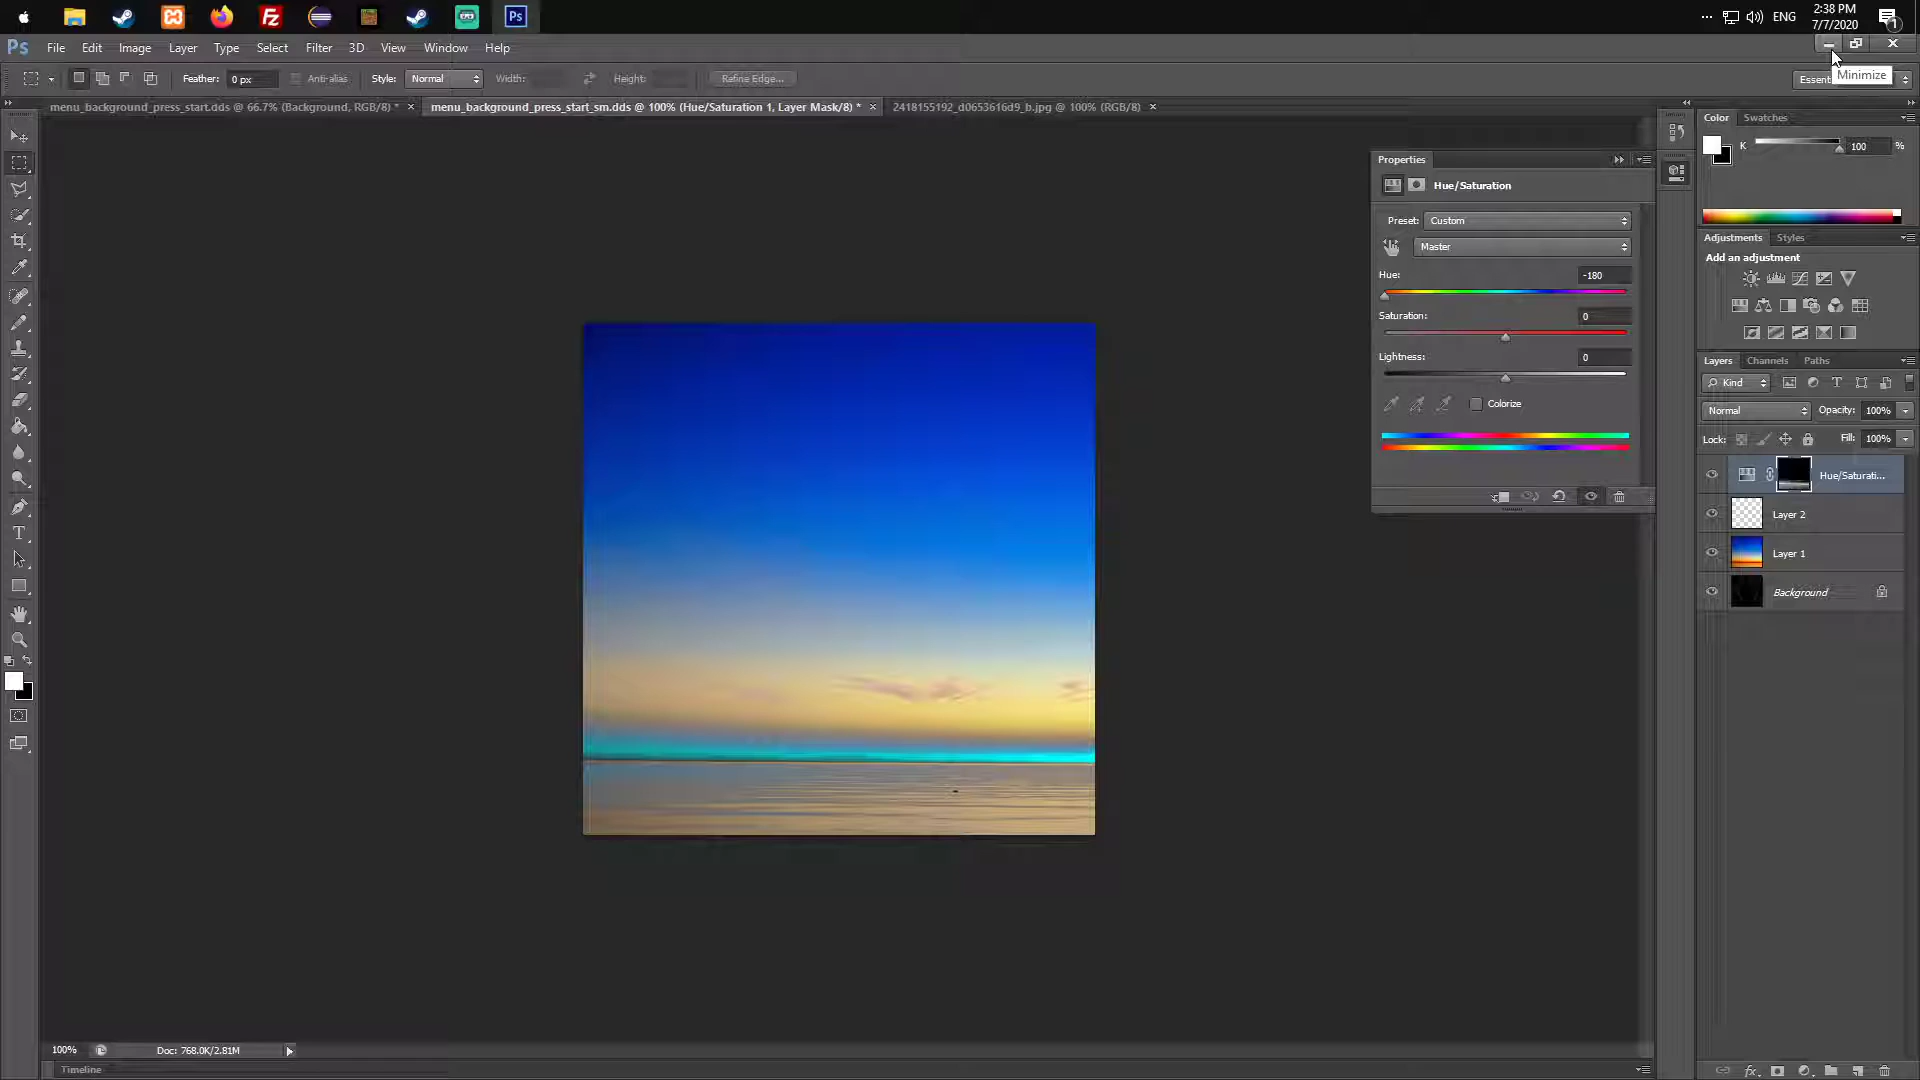 Fz
Ps
ENG
2:38 PM
7/7/2020
1
Ps
File
Edit
Image
Layer
Type
Select
Filter
3D
View
Window
Help
Feather:
0 px
Anti-alias
Style:
Normal
Width:
Height:
Refine Edge...
Essent
Minimize
menu_background_press_start.dds @ 66.7% (Background, RGB/8) *
menu_background_press_start_sm.dds @ 100% (Hue/Saturation 1, Layer Mask/8) *
2418155192_d0653616d9_b.jpg @ 100% (RGB/8)
Color
Swatches
K
100
%
Properties
Hue/Saturation
Preset:
Custom
Master
Hue:
-180
Saturation:
0
Lightness:
0
Colorize
Adjustments
Styles
Add an adjustment
Layers
Channels
Paths
Kind
Normal
Opacity:
100%
Lock:
Fill:
100%
Hue/Saturati...
Layer 2
Layer 1
Background
100%
Doc: 768.0K/2.81M
Timeline
fx